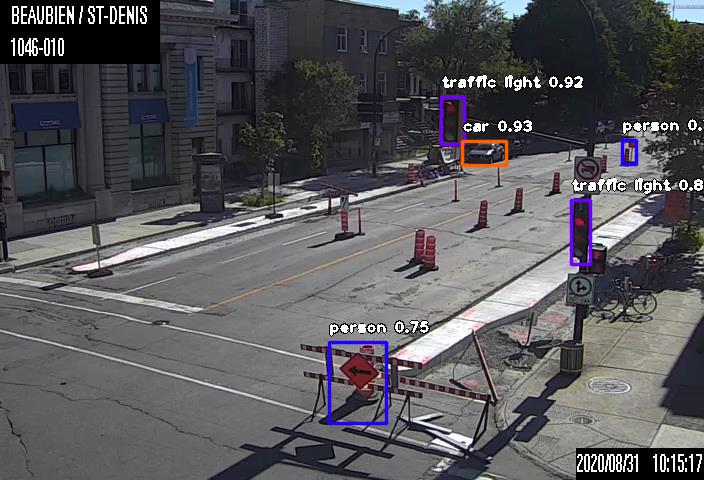 BEAUBIEN / ST-DENIS
1046-010
traffic light 0.92
car 0.93
person 0.
traffic light 0.8
person 0.75
2020/08/31 10:15:17